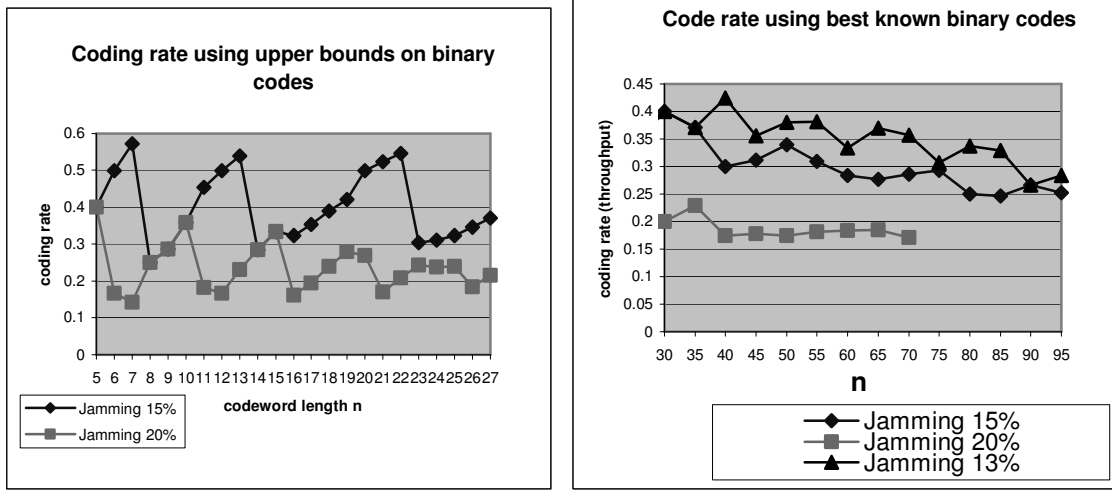 Coding rate using upper bounds on binary
codes
coding rate
0.6
0.5
0.4
0.3
0.2
0.1
0
5 6 7 8 9 10 11 12 13 14 15 16 17 18 19 20 21 22 23 24 25 26 27
codeword length n
Jamming 15%
Jamming 20%
Code rate using best known binary codes
coding rate (throughput)
0.45
0.4
0.35
0.3
0.25
0.2
0.15
0.1
0.05
0
30 35 40 45 50 55 60 65 70 75 80 85 90 95
n
Jamming 15%
Jamming 20%
Jamming 13%